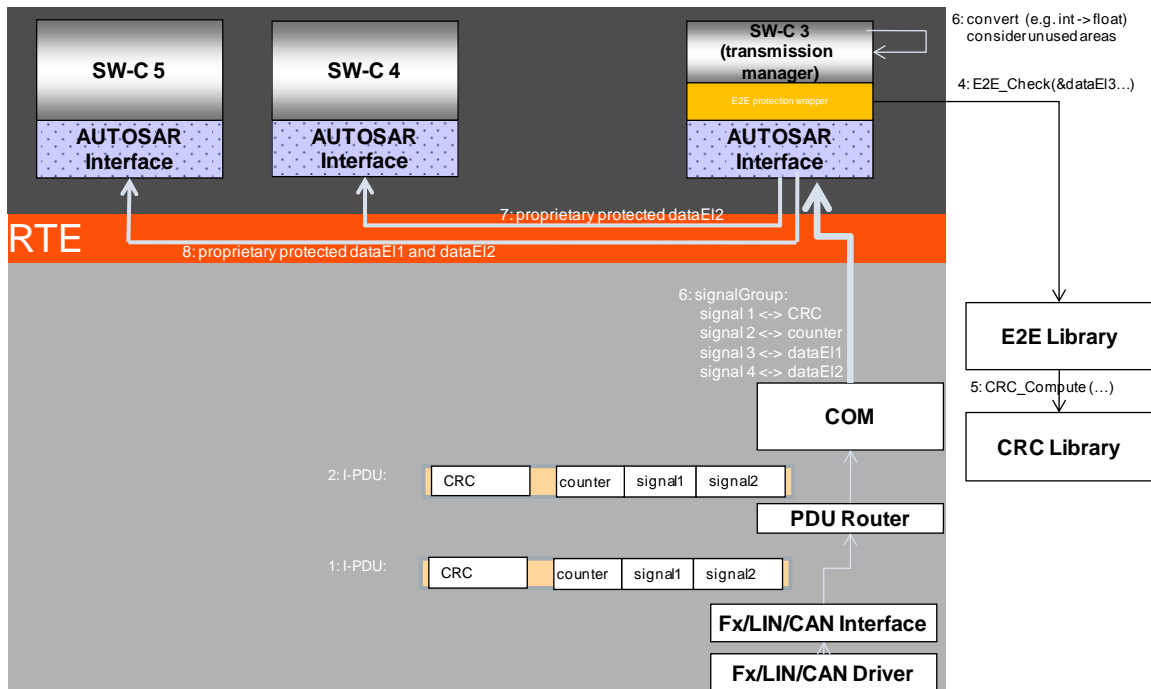 SW-C 5
AUTOSAR
Interface
SW-C 4
AUTOSAR
Interface
SW-C 3
(transmission
manager)
E2E protection wrapper
AUTOSAR
Interface
6: convert (e.g. int->float)
consider unused areas
4: E2E_Check(&dataEl3…)
7: proprietary protected dataEl2
RTE
8: proprietary protected dataEl1 and dataEl2
6: signalGroup:
signal 1 <-> CRC
signal 2 <-> counter
signal 3 <-> dataEl1
signal 4 <-> dataEl2
E2E Library
5: CRC_Compute (…)
CRC Library
COM
2: I-PDU:
CRC
counter
signal1
signal2
PDU Router
1: I-PDU:
CRC
counter
signal1
signal2
Fx/LIN/CAN Interface
Fx/LIN/CAN Driver